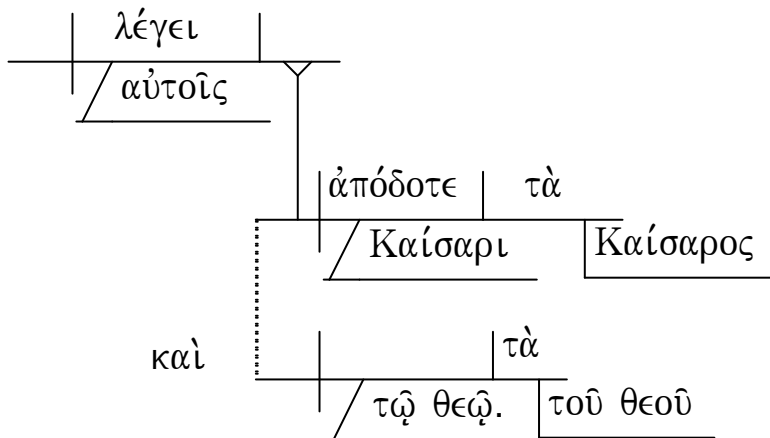 λέγει
αὐτοῖς
ἀπόδοτε τὰ
Καίσαρι Καίσαρος
καὶ τὰ
τῷ θεῷ. τοῦ θεοῦ